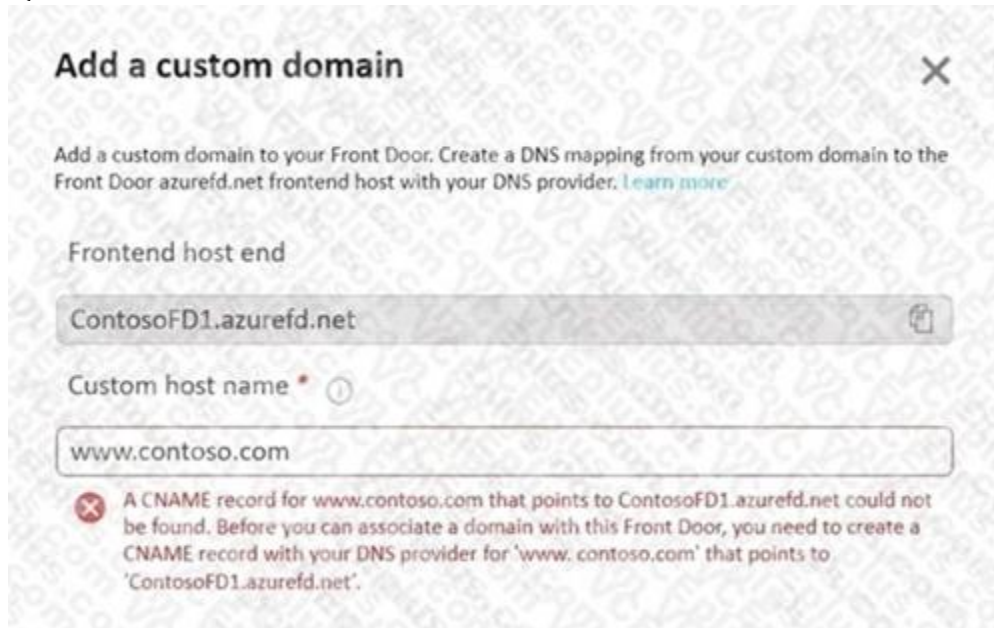 Add a custom domain
Add a custom domain to your Front Door. Create a DNS mapping from your custom domain to the
Front Door azurefd.net frontend host with your DNS provider. Learn more
Frontend host end
ContosoFD1.azurefd.net
Custom host name *
www.contoso.com
A CNAME record for www.contoso.com that points to ContosoFD1.azurefd.net could not
be found. Before you can associate a domain with this Front Door, you need to create a
CNAME record with your DNS provider for 'www. contoso.com' that points to
'ContosoFD1.azurefd.net'.